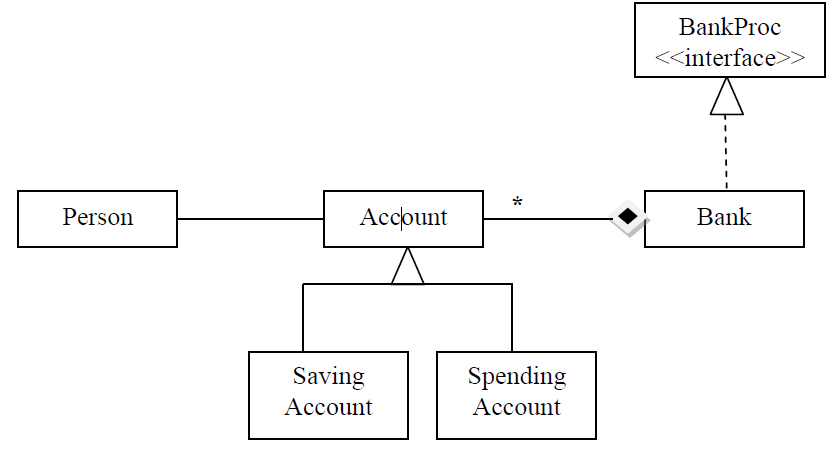 BankProc
<<interface>>
Person
Account
*
Bank
Saving
Account
Spending
Account